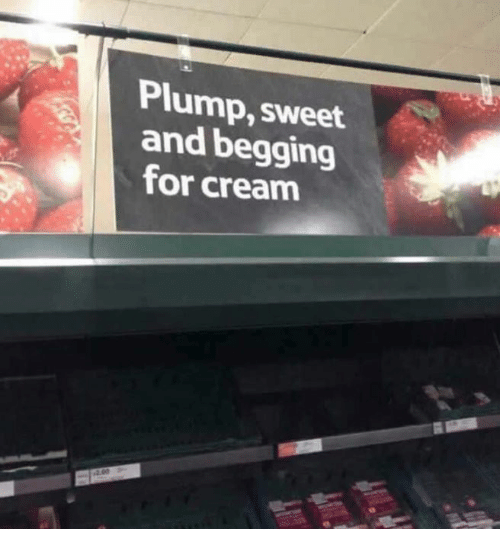 Plump, sweet
and begging
for cream